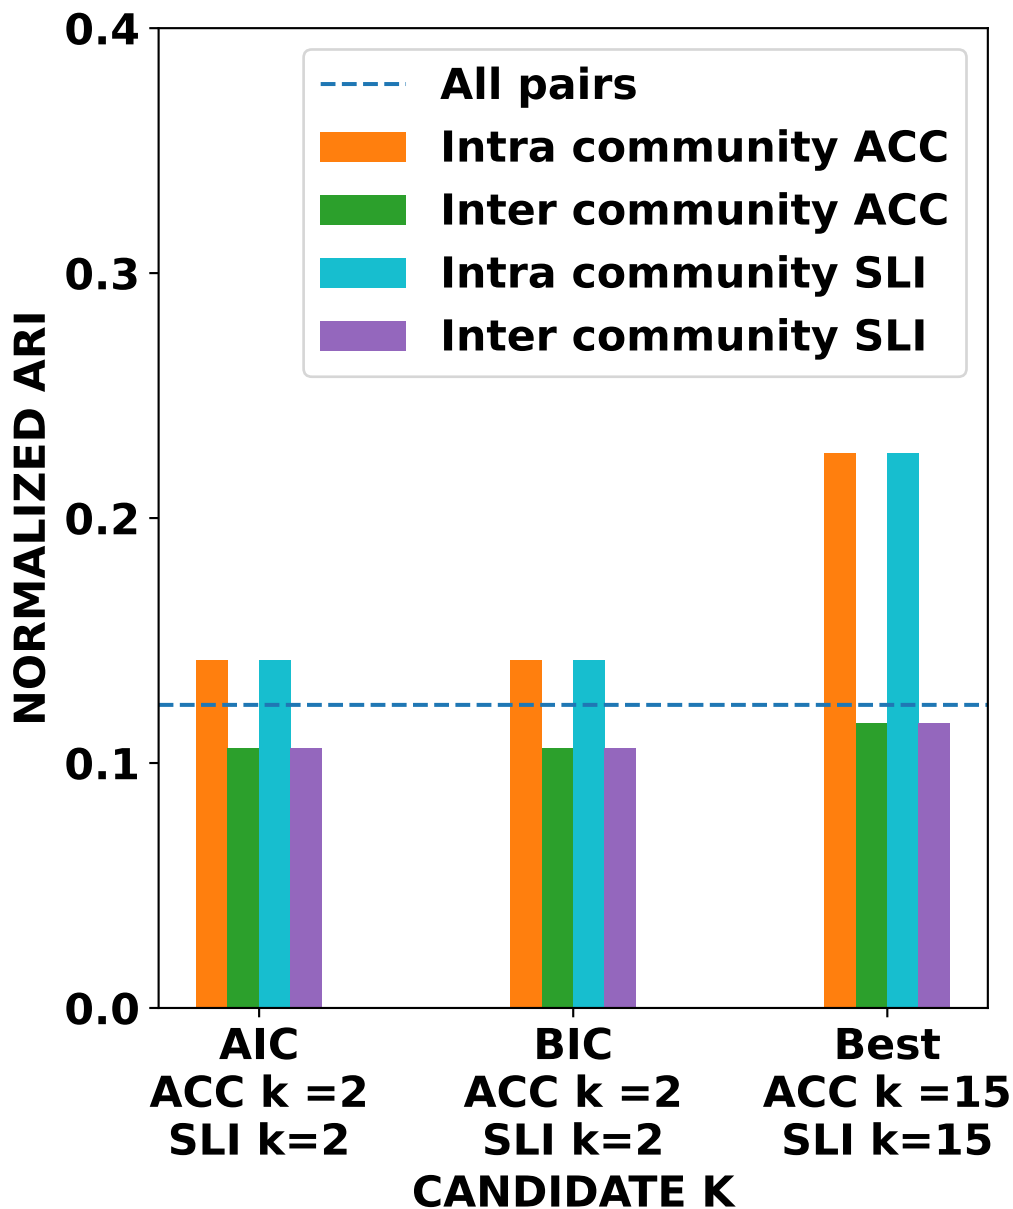 0.4
0.3
0.2
0.1
0.0
NORMALIZED ARI
All pairs
Intra community ACC
Inter community ACC
Intra community SLI
Inter community SLI
AIC
ACC k =2
SLI k=2
BIC
ACC k =2
SLI k=2
Best
ACC k =15
SLI k=15
CANDIDATE K